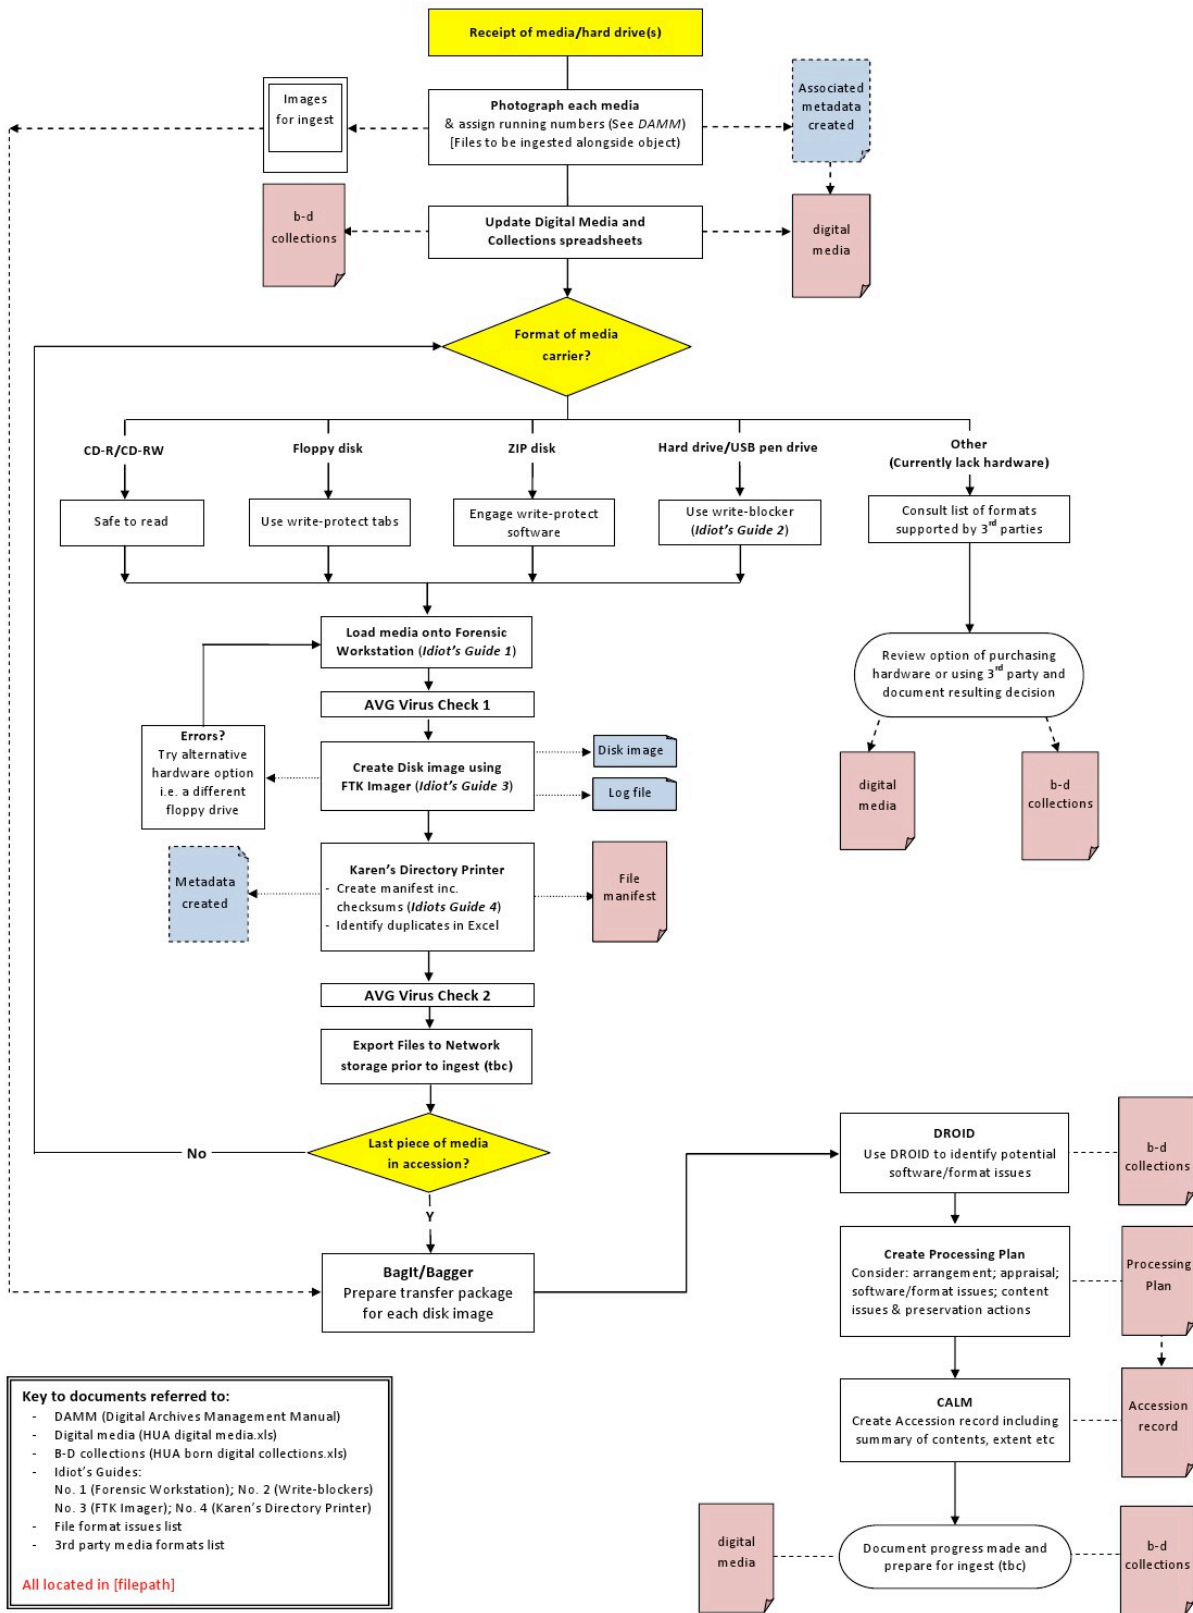 Receipt of media/hard drive(s)
Images
for ingest
Photograph each media
& assign running numbers (See DAMM)
[Files to be ingested alongside object)
Associated
metadata
created
b-d
collections
Update Digital Media and
Collections spreadsheets
digital
media
Format of media
carrier?
CD-R/CD-RW
Floppy disk
ZIP disk
Hard drive/USB pen drive
Other
(Currently lack hardware)
Safe to read
Use write-protect tabs
Engage write-protect
software
Use write-blocker
(Idiot's Guide 2)
Consult list of formats
supported by 3rd parties
Load media onto Forensic
Workstation (Idiot's Guide 1)
Review option of purchasing
hardware or using 3rd party and
document resulting decision
AVG Virus Check 1
Errors?
Try alternative
hardware option
i.e. a different
floppy drive
Create Disk image using
FTK Imager (Idiot's Guide 3)
Disk image
Log file
digital
media
b-d
collections
Metadata
created
Karen's Directory Printer
- Create manifest inc.
checksums (Idiots Guide 4)
- Identify duplicates in Excel
File
manifest
AVG Virus Check 2
Export Files to Network
storage prior to ingest (tbc)
No
Last piece of media
in accession?
Y
BagIt/Bagger
Prepare transfer package
for each disk image
DROID
Use DROID to identify potential
software/format issues
b-d
collections
Create Processing Plan
Consider: arrangement; appraisal;
software/format issues; content
issues & preservation actions
Processing
Plan
CALM
Create Accession record including
summary of contents, extent etc
Accession
record
digital
media
Document progress made and
prepare for ingest (tbc)
b-d
collections
Key to documents referred to:
- DAMM (Digital Archives Management Manual)
- Digital media (HUA digital media.xls)
- B-D collections (HUA born digital collections.xls)
- Idiot's Guides:
No. 1 (Forensic Workstation); No. 2 (Write-blockers)
No. 3 (FTK Imager); No. 4 (Karen's Directory Printer)
- File format issues list
- 3rd party media formats list
All located in [filepath]